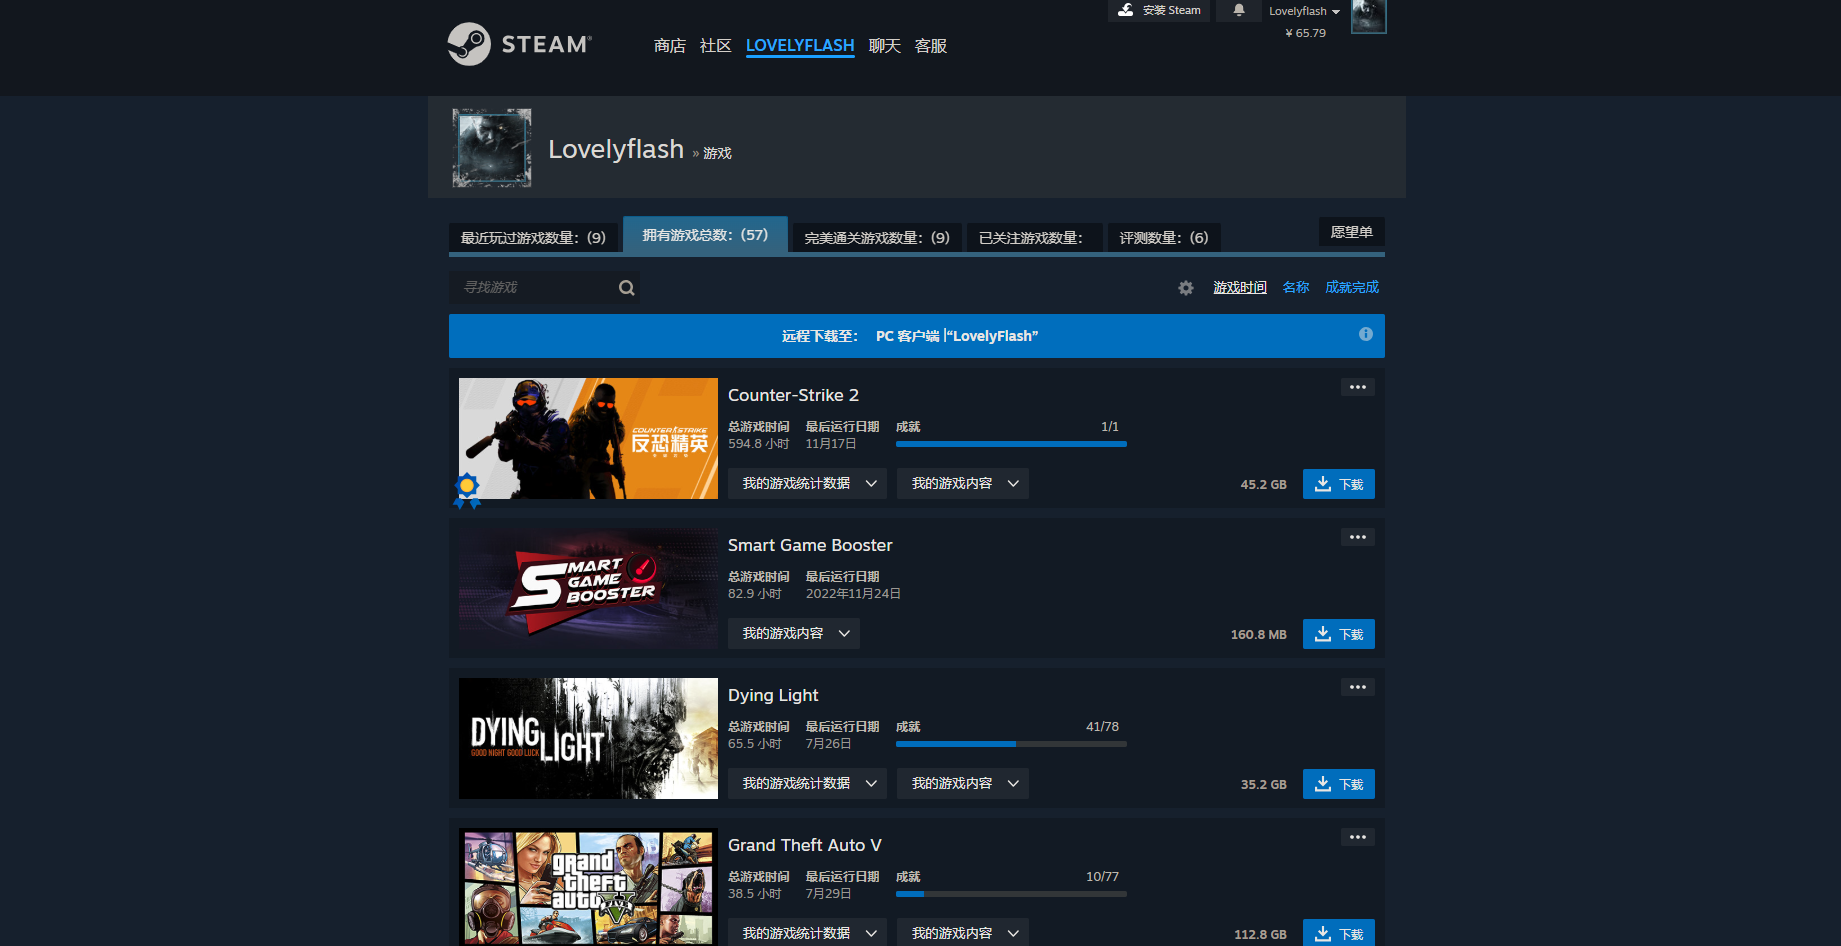 安装 Steam
Lovelyflash
¥ 65.79
STEAM®
商店 社区 LOVELYFLASH 聊天 客服
Lovelyflash » 游戏
最近玩过游戏数量：(9) 拥有游戏总数：(57) 完美通关游戏数量：(9) 已关注游戏数量： 评测数量：(6) 愿望单
寻找游戏
游戏时间 名称 成就完成
远程下载至： PC 客户端 |“LovelyFlash”
COUNTER STRIKE
反恐精英
Counter-Strike 2
总游戏时间 最后运行日期 成就 1/1
594.8 小时 11月17日
我的游戏统计数据 我的游戏内容 45.2 GB 下载
SMART
GAME
BOOSTER
Smart Game Booster
总游戏时间 最后运行日期
82.9 小时 2022年11月24日
我的游戏内容 160.8 MB 下载
DYING
LIGHT
GOOD NIGHT GOOD LUCK
Dying Light
总游戏时间 最后运行日期 成就 41/78
65.5 小时 7月26日
我的游戏统计数据 我的游戏内容 35.2 GB 下载
grand
theft
auto
V
FIVE
Grand Theft Auto V
总游戏时间 最后运行日期 成就 10/77
38.5 小时 7月29日
我的游戏统计数据 我的游戏内容 112.8 GB 下载